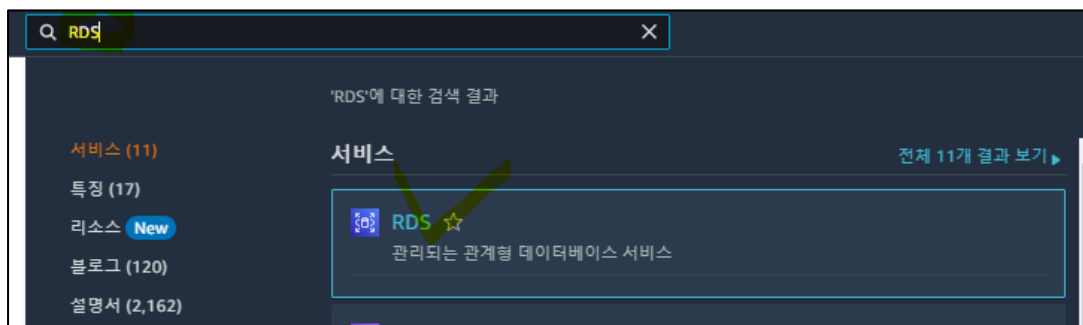 RDS
'RDS'에 대한 검색 결과
서비스 (11)
특징 (17)
리소스 New
블로그 (120)
설명서 (2,162)
서비스
전체 11개 결과 보기
RDS
관리되는 관계형 데이터베이스 서비스